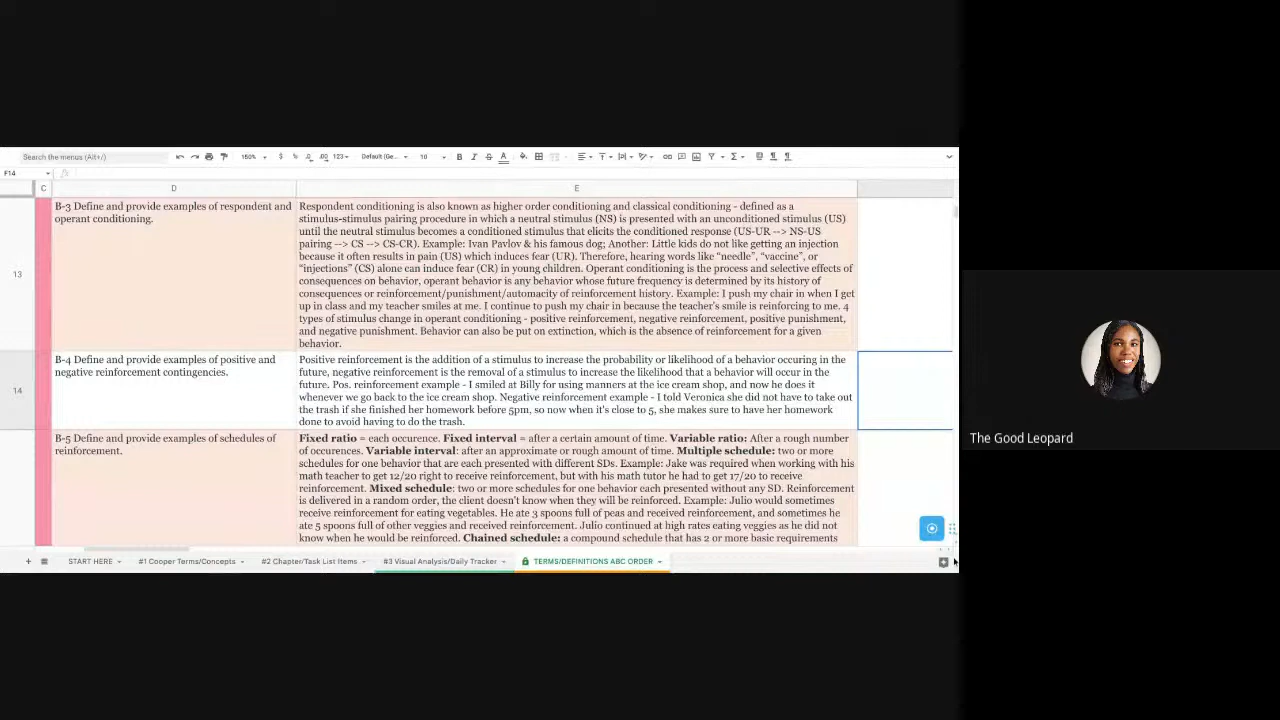 Search the menus (Alt+/)
150%
$
%
.0
.00
123
Default (Ge...
10
B
I
S
A
F14
fx
C
D
E
13
B-3 Define and provide examples of respondent and
operant conditioning.
Respondent conditioning is also known as higher order conditioning and classical conditioning - defined as a
stimulus-stimulus pairing procedure in which a neutral stimulus (NS) is presented with an unconditioned stimulus (US)
until the neutral stimulus becomes a conditioned stimulus that elicits the conditioned response (US-UR --> NS-US
pairing --> CS --> CS-CR). Example: Ivan Pavlov & his famous dog; Another: Little kids do not like getting an injection
because it often results in pain (US) which induces fear (UR). Therefore, hearing words like “needle”, “vaccine”, or
“injections” (CS) alone can induce fear (CR) in young children. Operant conditioning is the process and selective effects of
consequences on behavior, operant behavior is any behavior whose future frequency is determined by its history of
consequences or reinforcement/punishment/automacity of reinforcement history. Example: I push my chair in when I get
up in class and my teacher smiles at me. I continue to push my chair in because the teacher's smile is reinforcing to me. 4
types of stimulus change in operant conditioning - positive reinforcement, negative reinforcement, positive punishment,
and negative punishment. Behavior can also be put on extinction, which is the absence of reinforcement for a given
behavior.
14
B-4 Define and provide examples of positive and
negative reinforcement contingencies.
Positive reinforcement is the addition of a stimulus to increase the probability or likelihood of a behavior occuring in the
future, negative reinforcement is the removal of a stimulus to increase the likelihood that a behavior will occur in the
future. Pos. reinforcement example - I smiled at Billy for using manners at the ice cream shop, and now he does it
whenever we go back to the ice cream shop. Negative reinforcement example - I told Veronica she did not have to take out
the trash if she finished her homework before 5pm, so now when it's close to 5, she makes sure to have her homework
done to avoid having to do the trash.
B-5 Define and provide examples of schedules of
reinforcement.
Fixed ratio = each occurence. Fixed interval = after a certain amount of time. Variable ratio: After a rough number
of occurences. Variable interval: after an approximate or rough amount of time. Multiple schedule: two or more
schedules for one behavior that are each presented with different SDs. Example: Jake was required when working with his
math teacher to get 12/20 right to receive reinforcement, but with his math tutor he had to get 17/20 to receive
reinforcement. Mixed schedule: two or more schedules for one behavior each presented without any SD. Reinforcement
is delivered in a random order, the client doesn't know when they will be reinforced. Example: Julio would sometimes
receive reinforcement for eating vegetables. He ate 3 spoons full of peas and received reinforcement, and sometimes he
ate 5 spoons full of other veggies and received reinforcement. Julio continued at high rates eating veggies as he did not
know when he would be reinforced. Chained schedule: a compound schedule that has 2 or more basic requirements
START HERE
#1 Cooper Terms/Concepts
#2 Chapter/Task List Items
#3 Visual Analysis/Daily Tracker
TERMS/DEFINITIONS ABC ORDER
The Good Leopard